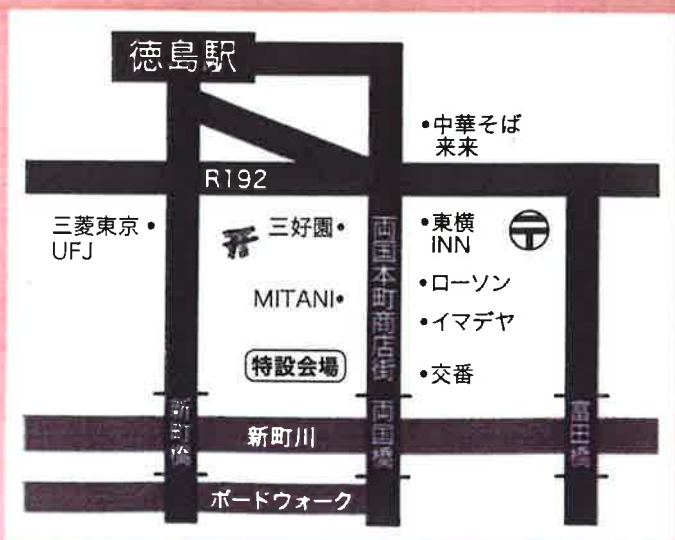 徳島駅
•中華そば
来来
R192
三菱東京•
UFJ
三好園•
両国本町商店街
•東横
INN
〒
MITANI•
•ローソン
•イマデヤ
特設会場
•交番
新町橋
新町川
両国橋
富田橋
ボードウォーク